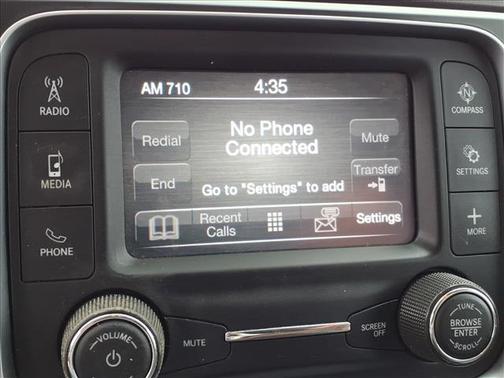 AM 710
4:35
RADIO
COMPASS
N
Redial
No Phone
Connected
Mute
MEDIA
SETTINGS
End
Go to "Settings" to add
Transfer
PHONE
Recent
Calls
Settings
MORE
VOLUME
MUTE
SCREEN
OFF
TUNE
BROWSE
ENTER
SCROLL